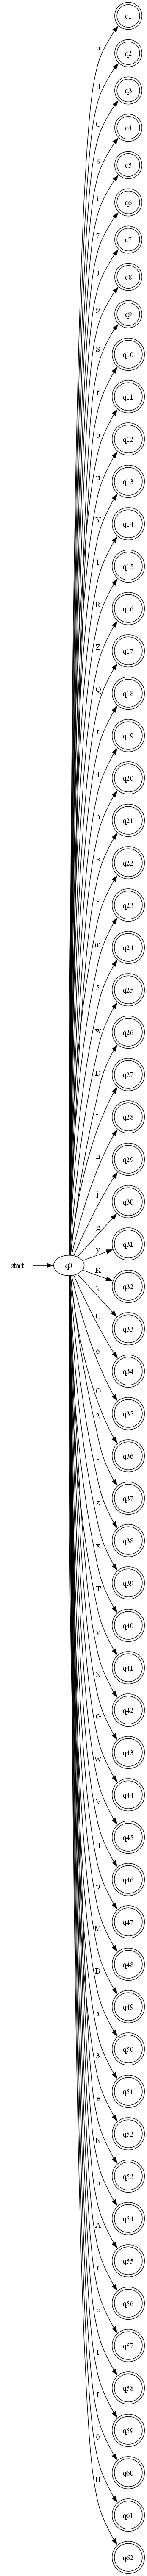 q1
P
q2
d
q3
C
q4
8
q5
i
q6
7
q7
J
q8
9
q9
S
q10
f
q11
b
q12
u
q13
Y
q14
l
q15
R
q16
Z
q17
Q
q18
t
q19
4
q20
n
q21
s
q22
F
q23
m
q24
5
q25
w
q26
D
q27
L
q28
h
q29
j
q30
g
q31
y
start
q0
K
q32
k
q33
U
q34
6
q35
O
q36
2
q37
E
q38
z
q39
x
q40
T
q41
v
q42
X
q43
G
q44
W
q45
V
q46
q
q47
p
q48
M
q49
B
q50
a
q51
3
q52
e
q53
N
q54
o
q55
A
q56
r
q57
c
q58
1
q59
I
q60
0
q61
H
q62